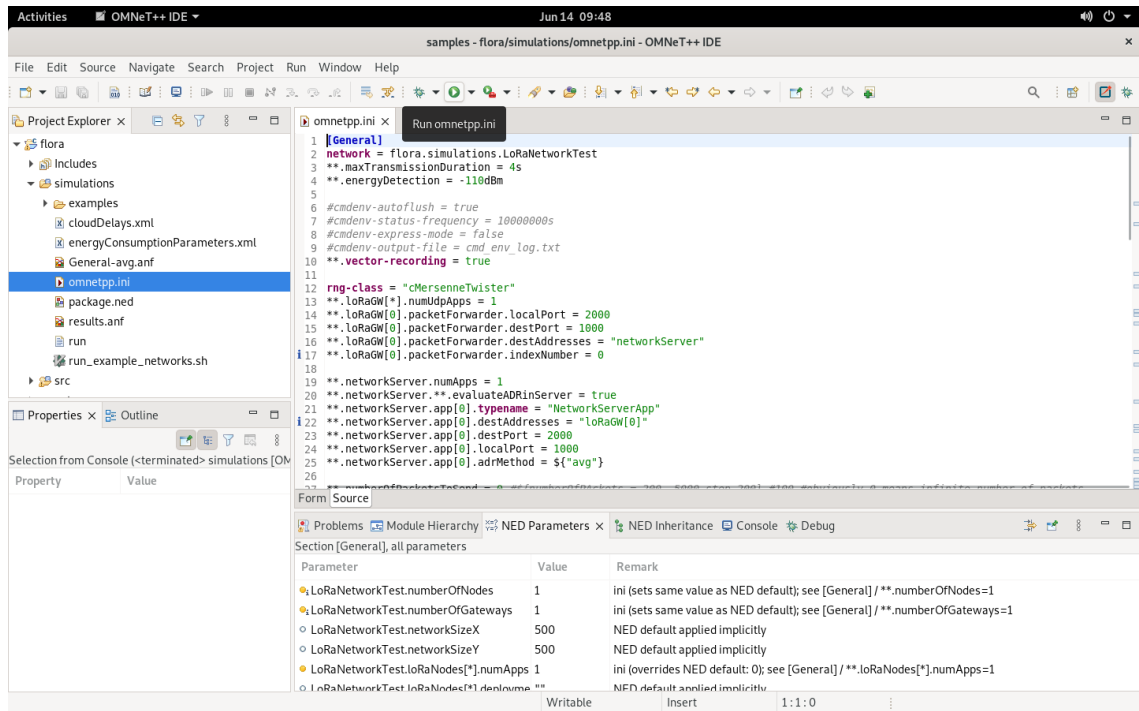 Activities OMNeT++ IDE Jun 14 09:48
samples - flora/simulations/omnetpp.ini - OMNeT++ IDE
File Edit Source Navigate Search Project Run Window Help
Project Explorer
flora
Includes
simulations
examples
cloudDelays.xml
energyConsumptionParameters.xml
General-avg.anf
omnetpp.ini
package.ned
results.anf
run
run_example_networks.sh
src
Properties Outline
Selection from Console (<terminated> simulations [OM
Property Value
omnetpp.ini
Run omnetpp.ini
1 [General]
2 network = flora.simulations.LoRaNetworkTest
3 **.maxTransmissionDuration = 4s
4 **.energyDetection = -110dBm
5
6 #cmdenv-autoflush = true
7 #cmdenv-status-frequency = 10000000s
8 #cmdenv-express-mode = false
9 #cmdenv-output-file = cmd_env_log.txt
10 **.vector-recording = true
11
12 rng-class = "cMersenneTwister"
13 **.loRaGW[*].numUdpApps = 1
14 **.loRaGW[0].packetForwarder.localPort = 2000
15 **.loRaGW[0].packetForwarder.destPort = 1000
16 **.loRaGW[0].packetForwarder.destAddresses = "networkServer"
17 **.loRaGW[0].packetForwarder.indexNumber = 0
18
19 **.networkServer.numApps = 1
20 **.networkServer.**.evaluateADRinServer = true
21 **.networkServer.app[0].typename = "NetworkServerApp"
22 **.networkServer.app[0].destAddresses = "loRaGW[0]"
23 **.networkServer.app[0].destPort = 2000
24 **.networkServer.app[0].localPort = 1000
25 **.networkServer.app[0].adrMethod = ${"avg"}
26
Form Source
Problems Module Hierarchy NED Parameters NED Inheritance Console Debug
Section [General], all parameters
Parameter Value Remark
LoRaNetworkTest.numberOfNodes 1 ini (sets same value as NED default); see [General] / **.numberOfNodes=1
LoRaNetworkTest.numberOfGateways 1 ini (sets same value as NED default); see [General] / **.numberOfGateways=1
LoRaNetworkTest.networkSizeX 500 NED default applied implicitly
LoRaNetworkTest.networkSizeY 500 NED default applied implicitly
LoRaNetworkTest.loRaNodes[*].numApps 1 ini (overrides NED default: 0); see [General] / **.loRaNodes[*].numApps=1
LoRaNetworkTest.loRaNodes[*].deployme "" NED default applied implicitly
Writable Insert 1:1:0